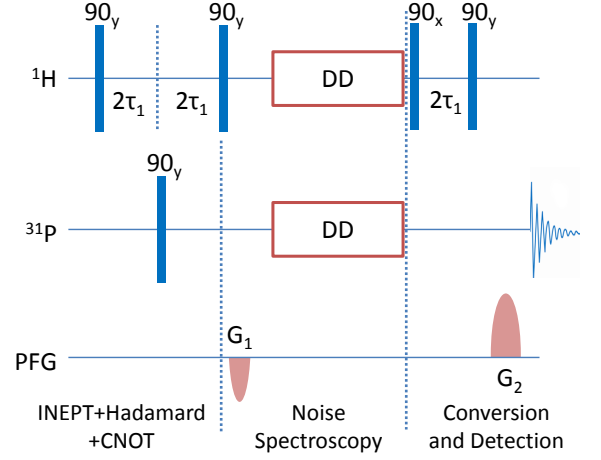 90y 90y 90x 90y
¹H DD
2τ₁ 2τ₁ 2τ₁
90y
³¹P DD
G₁
PFG
G₂
INEPT+Hadamard
+CNOT
Noise
Spectroscopy
Conversion
and Detection